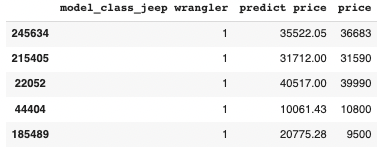 model_class_jeep wrangler predict price price
245634 1 35522.05 36683
215405 1 31712.00 31590
22052 1 40517.00 39990
44404 1 10061.43 10800
185489 1 20775.28 9500